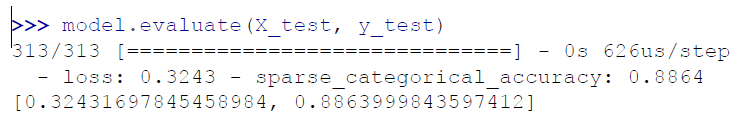 >>> model.evaluate(X_test, y_test)
313/313 [==============================] - 0s 626us/step
- loss: 0.3243 - sparse_categorical_accuracy: 0.8864
[0.32431697845458984, 0.8863999843597412]